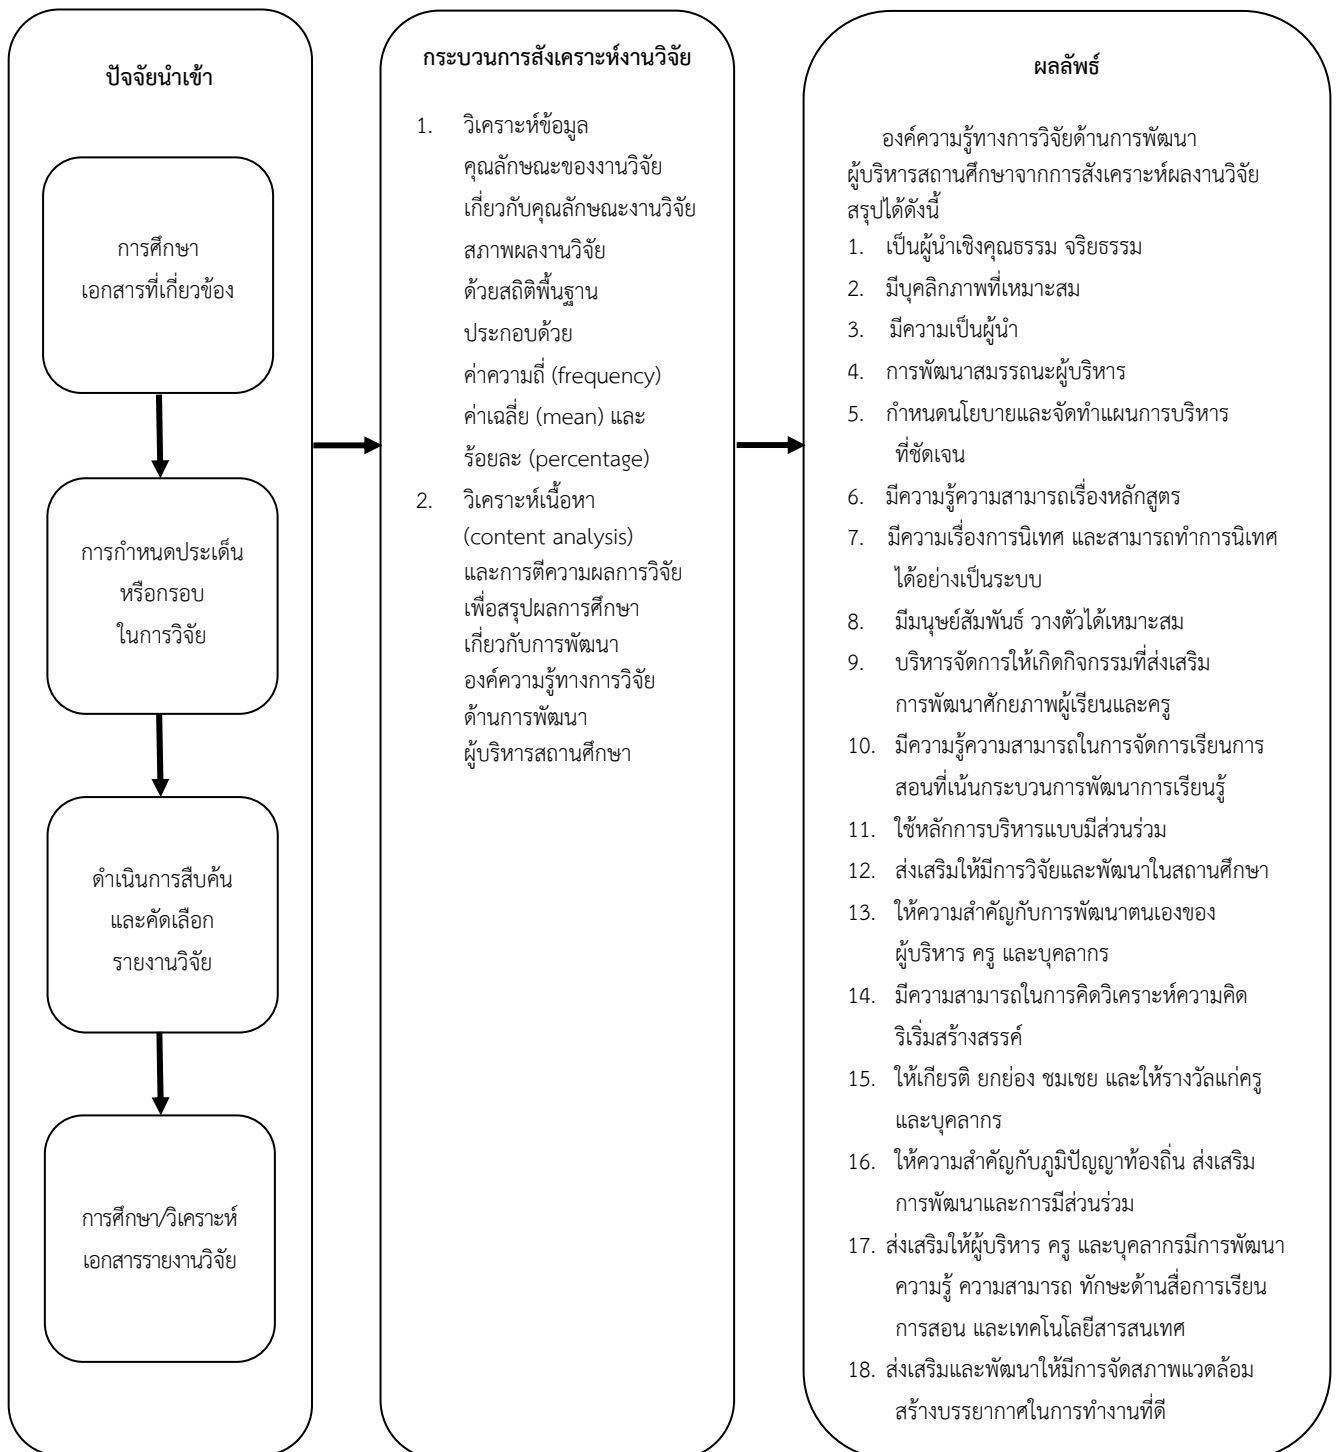 ปัจจัยนำเข้า
การศึกษา
เอกสารที่เกี่ยวข้อง
การกำหนดประเด็น
หรือกรอบ
ในการวิจัย
ดำเนินการสืบค้น
และคัดเลือก
รายงานวิจัย
การศึกษา/วิเคราะห์
เอกสารรายงานวิจัย
กระบวนการสังเคราะห์งานวิจัย
1. วิเคราะห์ข้อมูล
คุณลักษณะของงานวิจัย
เกี่ยวกับคุณลักษณะงานวิจัย
สภาพผลงานวิจัย
ด้วยสถิติพื้นฐาน
ประกอบด้วย
ค่าความถี่ (frequency)
ค่าเฉลี่ย (mean) และ
ร้อยละ (percentage)
2. วิเคราะห์เนื้อหา
(content analysis)
และการตีความผลการวิจัย
เพื่อสรุปผลการศึกษา
เกี่ยวกับการพัฒนา
องค์ความรู้ทางการวิจัย
ด้านการพัฒนา
ผู้บริหารสถานศึกษา
ผลลัพธ์
องค์ความรู้ทางการวิจัยด้านการพัฒนา
ผู้บริหารสถานศึกษาจากการสังเคราะห์ผลงานวิจัย
สรุปได้ดังนี้
1. เป็นผู้นำเชิงคุณธรรม จริยธรรม
2. มีบุคลิกภาพที่เหมาะสม
3. มีความเป็นผู้นำ
4. การพัฒนาสมรรถนะผู้บริหาร
5. กำหนดนโยบายและจัดทำแผนการบริหาร
ที่ชัดเจน
6. มีความรู้ความสามารถเรื่องหลักสูตร
7. มีความเรื่องการนิเทศ และสามารถทำการนิเทศ
ได้อย่างเป็นระบบ
8. มีมนุษย์สัมพันธ์ วางตัวได้เหมาะสม
9. บริหารจัดการให้เกิดกิจกรรมที่ส่งเสริม
การพัฒนาศักยภาพผู้เรียนและครู
10. มีความรู้ความสามารถในการจัดการเรียนการ
สอนที่เน้นกระบวนการพัฒนาการเรียนรู้
11. ใช้หลักการบริหารแบบมีส่วนร่วม
12. ส่งเสริมให้มีการวิจัยและพัฒนาในสถานศึกษา
13. ให้ความสำคัญกับการพัฒนาตนเองของ
ผู้บริหาร ครู และบุคลากร
14. มีความสามารถในการคิดวิเคราะห์ความคิด
ริเริ่มสร้างสรรค์
15. ให้เกียรติ ยกย่อง ชมเชย และให้รางวัลแก่ครู
และบุคลากร
16. ให้ความสำคัญกับภูมิปัญญาท้องถิ่น ส่งเสริม
การพัฒนาและการมีส่วนร่วม
17. ส่งเสริมให้ผู้บริหาร ครู และบุคลากรมีการพัฒนา
ความรู้ ความสามารถ ทักษะด้านสื่อการเรียน
การสอน และเทคโนโลยีสารสนเทศ
18. ส่งเสริมและพัฒนาให้มีการจัดสภาพแวดล้อม
สร้างบรรยากาศในการทำงานที่ดี